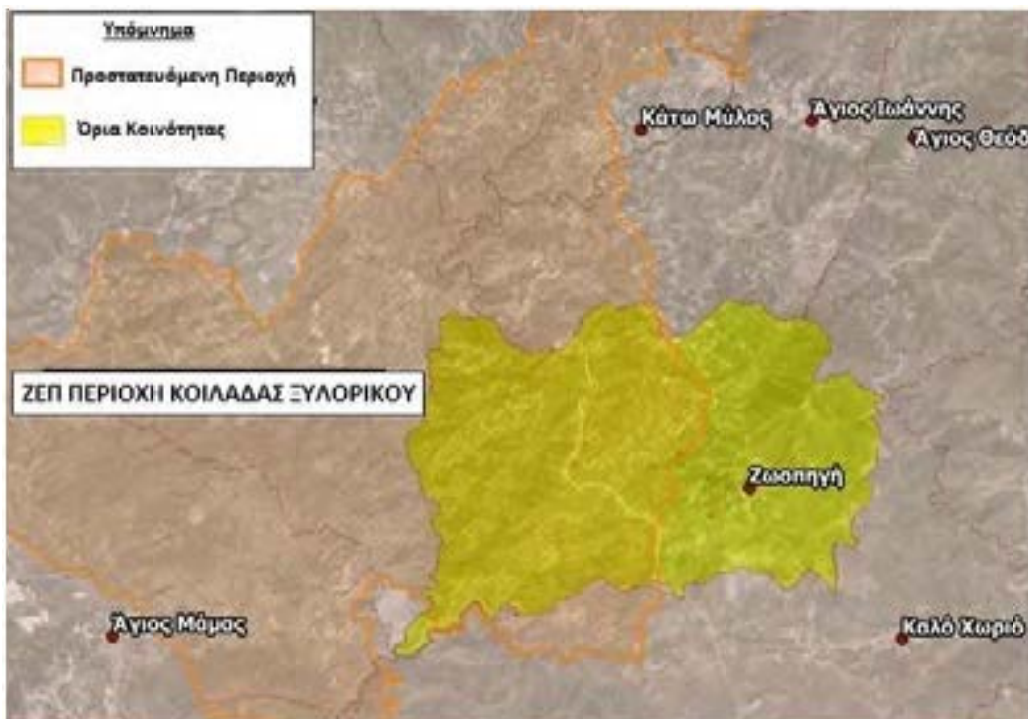 Υπόμνημα
Προστατευόμενη Περιοχή
Όρια Κοινότητας
Κάτω Μύλος
Άγιος Ιωάννης
Άγιος Θεόδ
ΖΕΠ ΠΕΡΙΟΧΗ ΚΟΙΛΑΔΑΣ ΞΥΛΟΡΙΚΟΥ
Ζωοπηγή
Άγιος Μάμας
Καλό Χωριό